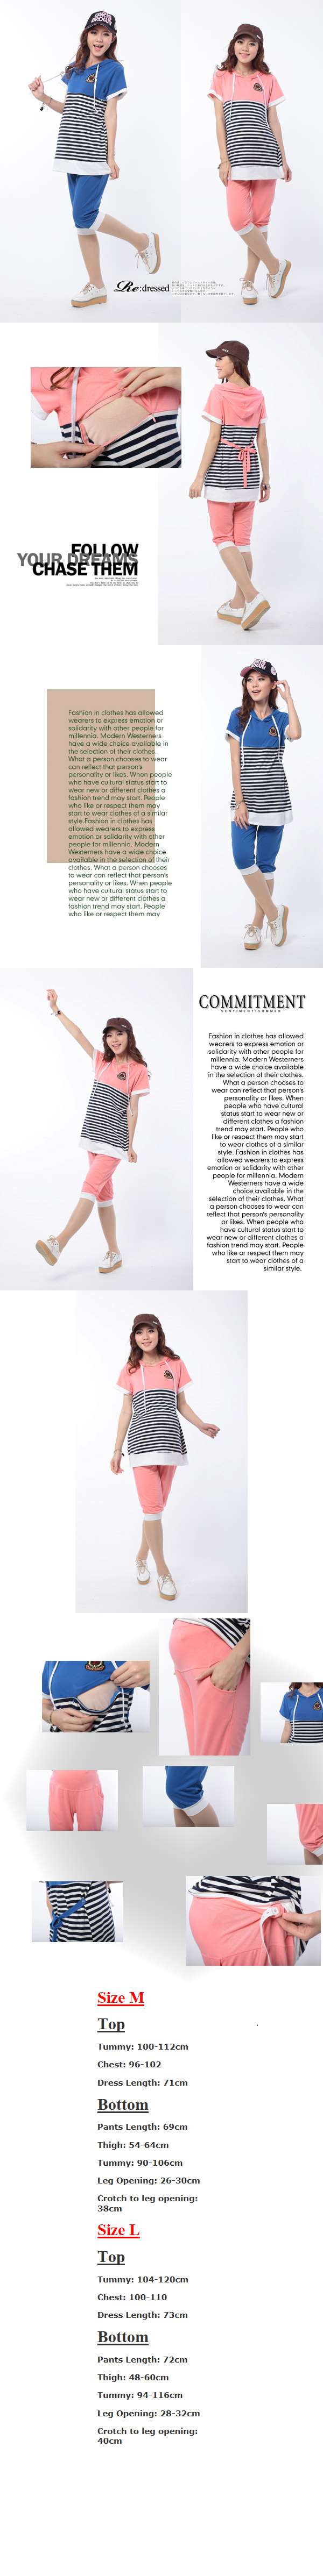 Re:dressed
FOLLOW
YOUR DREAMS
CHASE THEM
Fashion in clothes has allowed
wearers to express emotion or
solidarity with other people for
millennia. Modern Westerners
have a wide choice available in
the selection of their clothes.
What a person chooses to wear
can reflect that person's
personality or likes. When people
who have cultural status start to
wear new or different clothes a
fashion trend may start. People
who like or respect them may
start to wear clothes of a similar
style.Fashion in clothes has
allowed wearers to express
emotion or solidarity with other
people for millennia. Modern
Westerners have a wide choice
available in the selection of their
clothes. What a person chooses
to wear can reflect that person's
personality or likes. When people
who have cultural status start to
wear new or different clothes a
fashion trend may start. People
who like or respect them may
COMMITMENT
SENTIMENT//SUMMER
Fashion in clothes has allowed
wearers to express emotion or
solidarity with other people for
millennia. Modern Westerners
have a wide choice available
in the selection of their clothes.
What a person chooses to
wear can reflect that person's
personality or likes. When
people who have cultural
status start to wear new or
different clothes a fashion
trend may start. People who
like or respect them may start
to wear clothes of a similar
style. Fashion in clothes has
allowed wearers to express
emotion or solidarity with other
people for millennia. Modern
Westerners have a wide
choice available in the
selection of their clothes. What
a person chooses to wear can
reflect that person's personality
or likes. When people who
have cultural status start to
wear new or different clothes a
fashion trend may start. People
who like or respect them may
start to wear clothes of a
similar style.
Size M
Top
Tummy: 100-112cm
Chest: 96-102
Dress Length: 71cm
Bottom
Pants Length: 69cm
Thigh: 54-64cm
Tummy: 90-106cm
Leg Opening: 26-30cm
Crotch to leg opening:
38cm
Size L
Top
Tummy: 104-120cm
Chest: 100-110
Dress Length: 73cm
Bottom
Pants Length: 72cm
Thigh: 48-60cm
Tummy: 94-116cm
Leg Opening: 28-32cm
Crotch to leg opening:
40cm